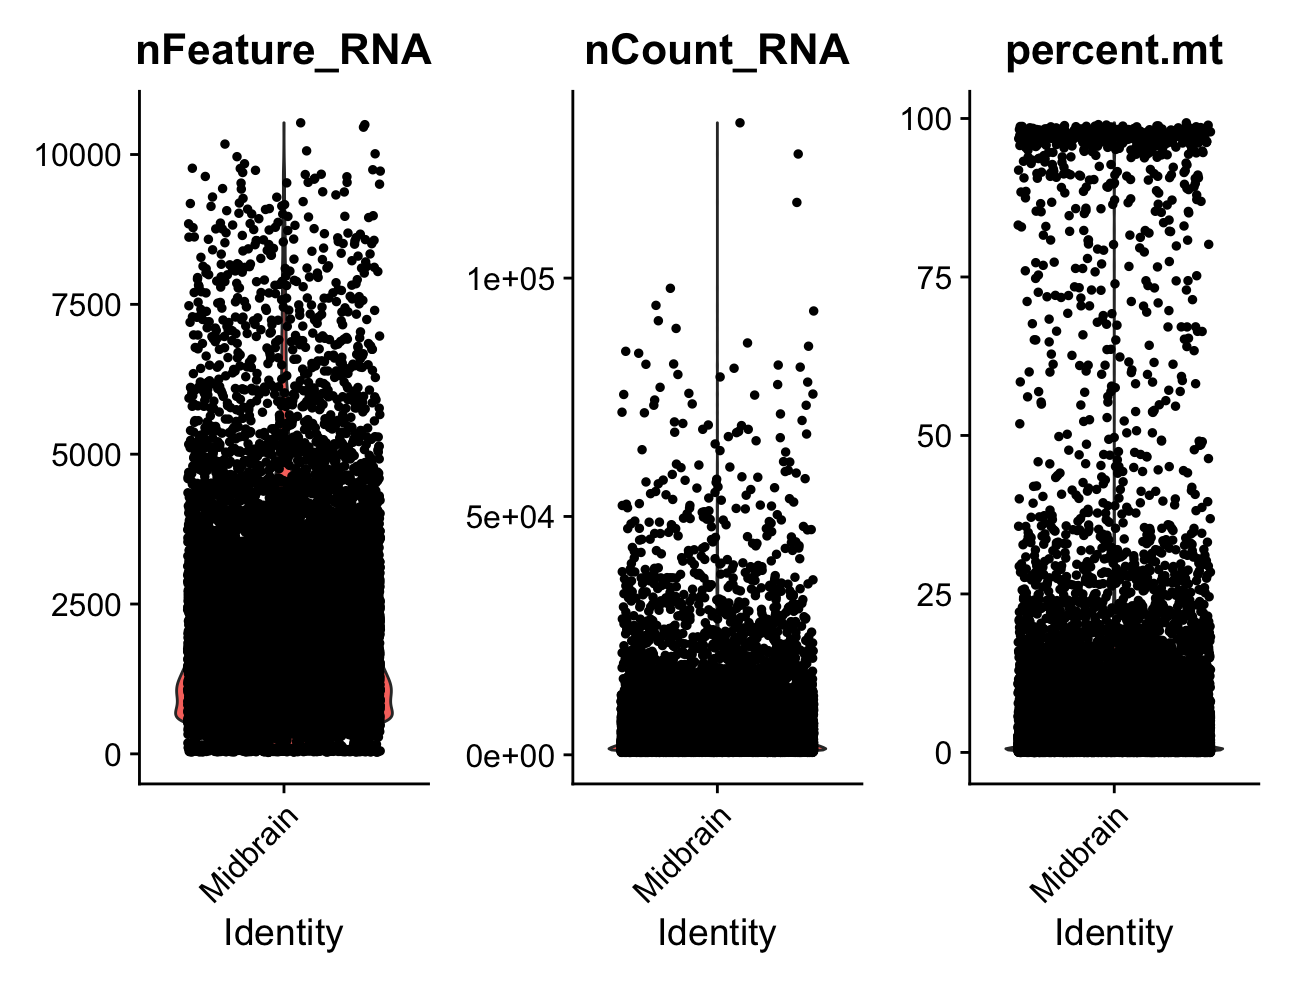 nFeature_RNA
10000
7500
5000
2500
0
Midbrain
Identity
nCount_RNA
1e+05
5e+04
0e+00
Midbrain
Identity
percent.mt
100
75
50
25
0
Midbrain
Identity